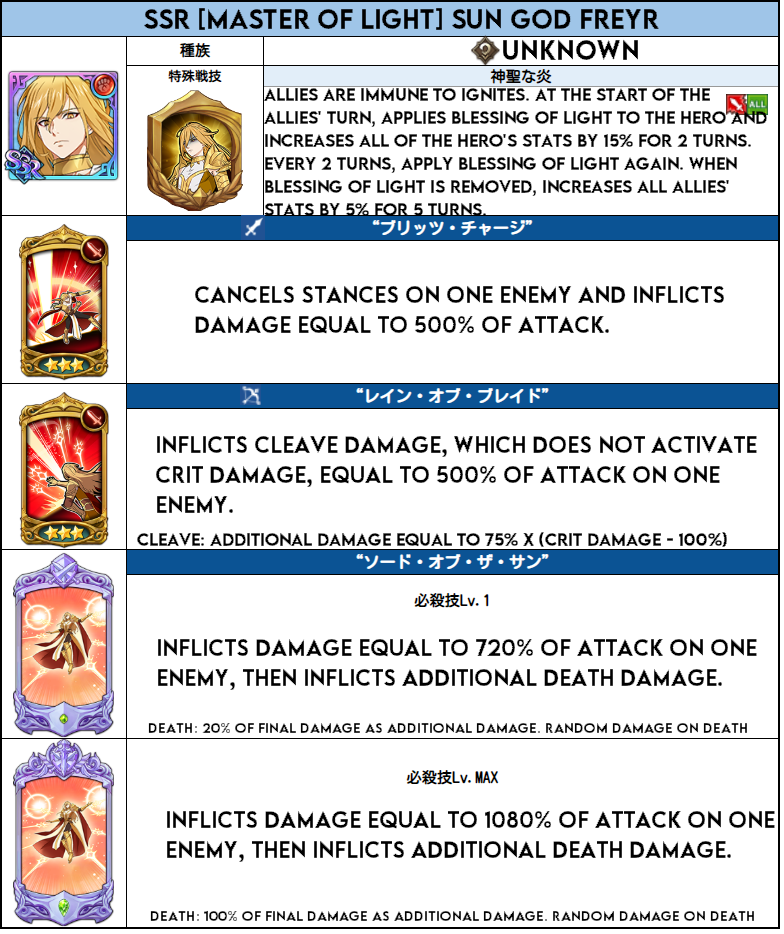 SSR [MASTER OF LIGHT] SUN GOD FREYR
種族
UNKNOWN
特殊戦技
神聖な炎
SSR
ALL
ALLIES ARE IMMUNE TO IGNITES. AT THE START OF THE
ALLIES' TURN, APPLIES BLESSING OF LIGHT TO THE HERO AND
INCREASES ALL OF THE HERO'S STATS BY 15% FOR 2 TURNS.
EVERY 2 TURNS, APPLY BLESSING OF LIGHT AGAIN. WHEN
BLESSING OF LIGHT IS REMOVED, INCREASES ALL ALLIES'
STATS BY 5% FOR 5 TURNS.
“ブリッツ・チャージ”
CANCELS STANCES ON ONE ENEMY AND INFLICTS
DAMAGE EQUAL TO 500% OF ATTACK.
“レイン・オブ・ブレイド”
INFLICTS CLEAVE DAMAGE, WHICH DOES NOT ACTIVATE
CRIT DAMAGE, EQUAL TO 500% OF ATTACK ON ONE
ENEMY.
CLEAVE: ADDITIONAL DAMAGE EQUAL TO 75% X (CRIT DAMAGE - 100%)
“ソード・オブ・ザ・サン”
必殺技Lv.1
INFLICTS DAMAGE EQUAL TO 720% OF ATTACK ON ONE
ENEMY, THEN INFLICTS ADDITIONAL DEATH DAMAGE.
DEATH: 20% OF FINAL DAMAGE AS ADDITIONAL DAMAGE. RANDOM DAMAGE ON DEATH
必殺技Lv.MAX
INFLICTS DAMAGE EQUAL TO 1080% OF ATTACK ON ONE
ENEMY, THEN INFLICTS ADDITIONAL DEATH DAMAGE.
DEATH: 100% OF FINAL DAMAGE AS ADDITIONAL DAMAGE. RANDOM DAMAGE ON DEATH